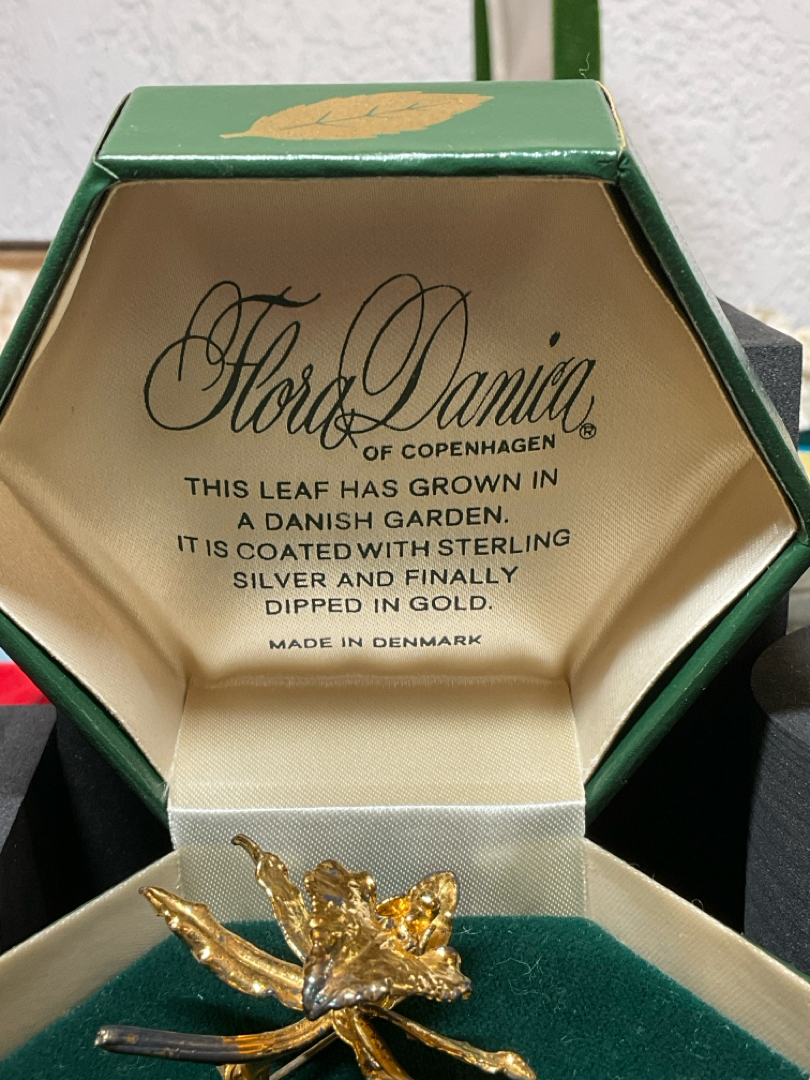 Flora Danica®
OF COPENHAGEN
THIS LEAF HAS GROWN IN
A DANISH GARDEN.
IT IS COATED WITH STERLING
SILVER AND FINALLY
DIPPED IN GOLD.
MADE IN DENMARK